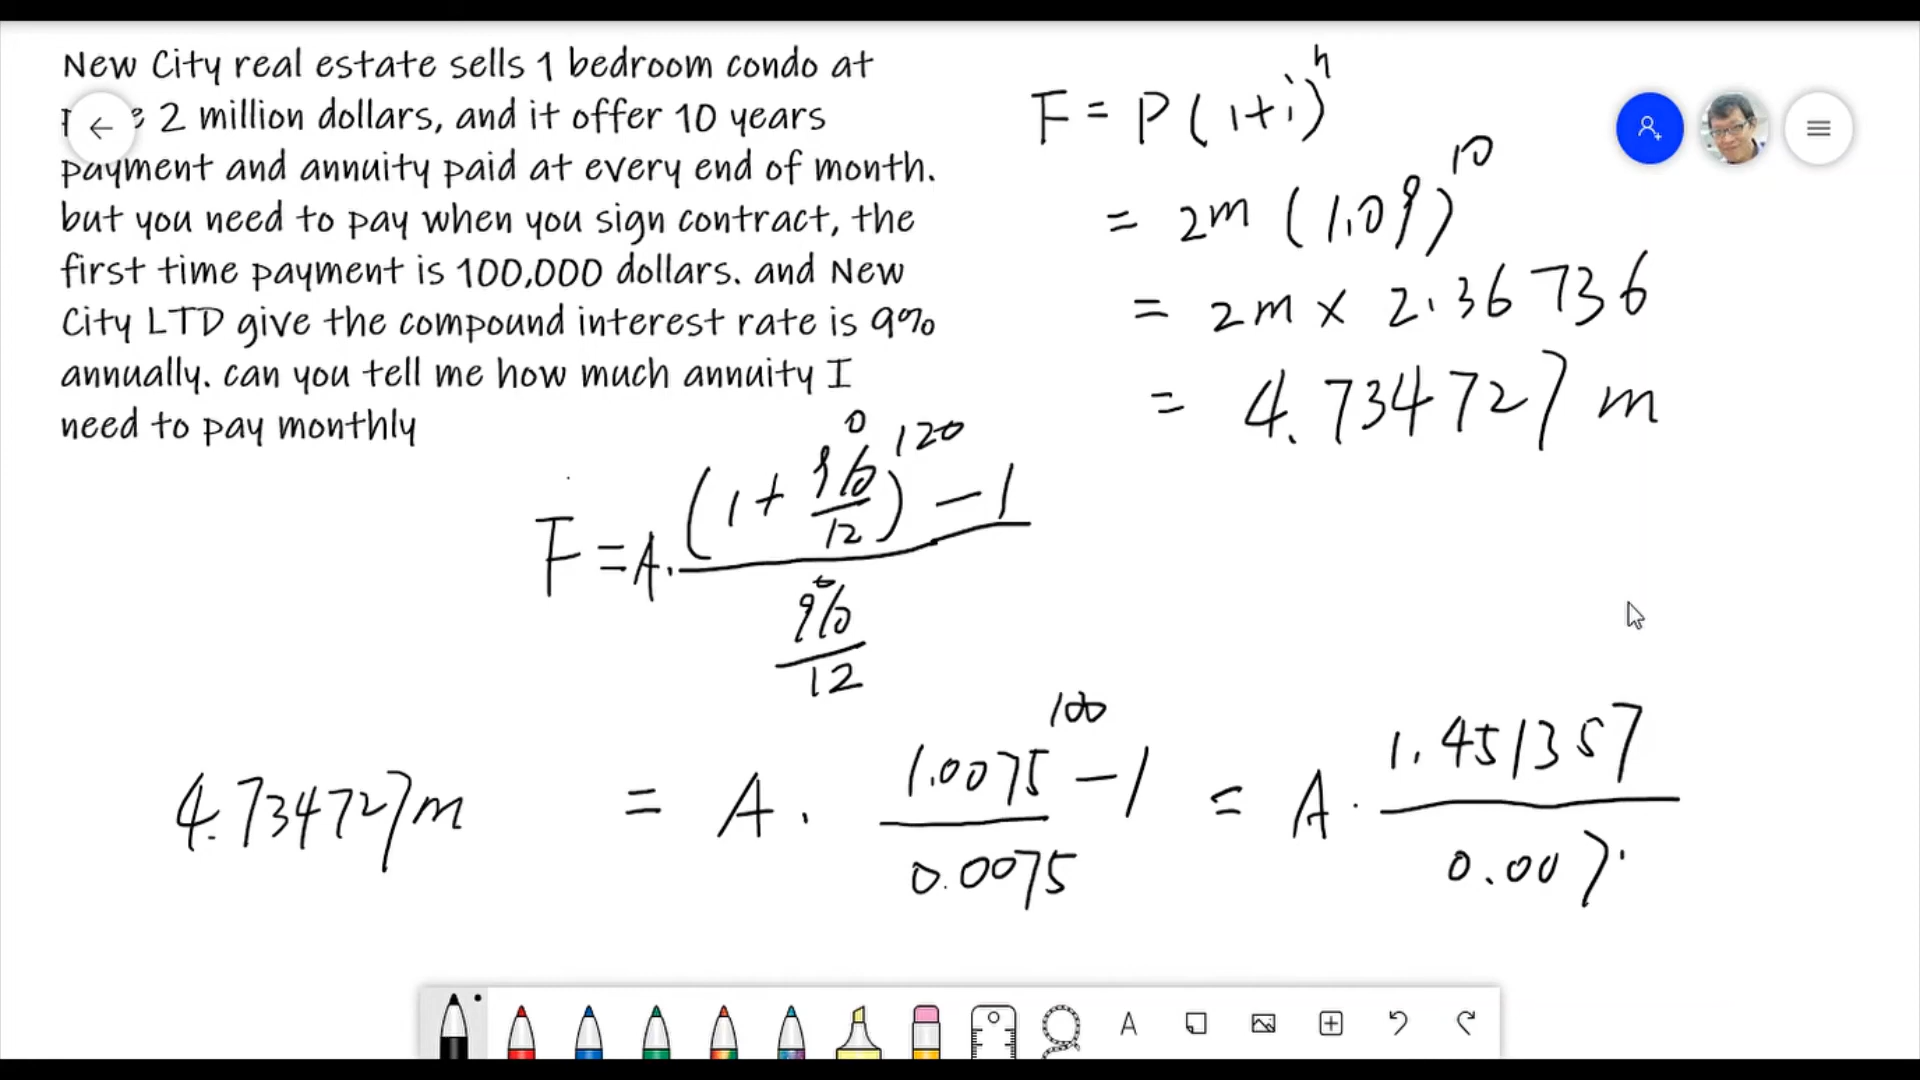 New City real estate sells 1 bedroom condo at
2 million dollars, and it offer 10 years
payment and annuity paid at every end of month.
but you need to pay when you sign contract, the
first time payment is 100,000 dollars. and New
City LTD give the compound interest rate is 9%
annually. can you tell me how much annuity I
need to pay monthly
F = P(1+i)^n
= 2m (1.09)^10
= 2m × 2.36736
= 4.734727 m
F = A. (1 + 9%/12)^120 - 1
9%
12
4.734727m = A. 1.0075^100 - 1 = A. 1.451357
0.0075 0.007
A